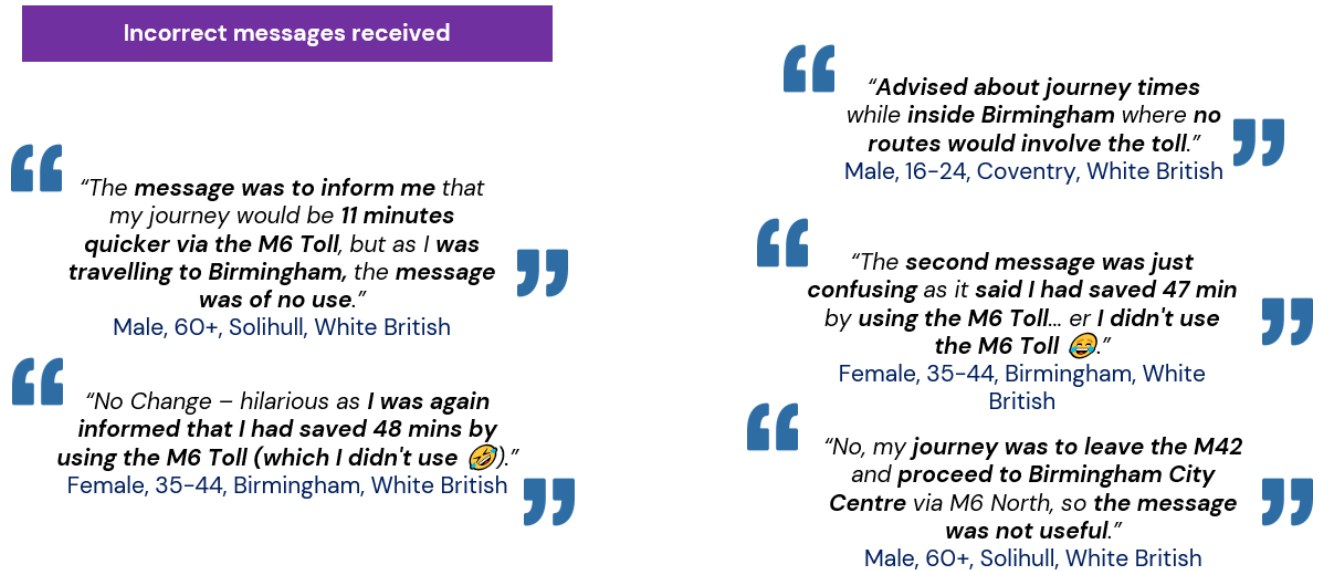 Incorrect messages received
“The message was to inform me that
my journey would be 11 minutes
quicker via the M6 Toll, but as I was
travelling to Birmingham, the message
was of no use.”
Male, 60+, Solihull, White British
“No Change – hilarious as I was again
informed that I had saved 48 mins by
using the M6 Toll (which I didn't use 🤣).”
Female, 35-44, Birmingham, White British
“Advised about journey times
while inside Birmingham where no
routes would involve the toll.”
Male, 16-24, Coventry, White British
“The second message was just
confusing as it said I had saved 47 min
by using the M6 Toll… er I didn't use
the M6 Toll 😂.”
Female, 35-44, Birmingham, White
British
“No, my journey was to leave the M42
and proceed to Birmingham City
Centre via M6 North, so the message
was not useful.”
Male, 60+, Solihull, White British